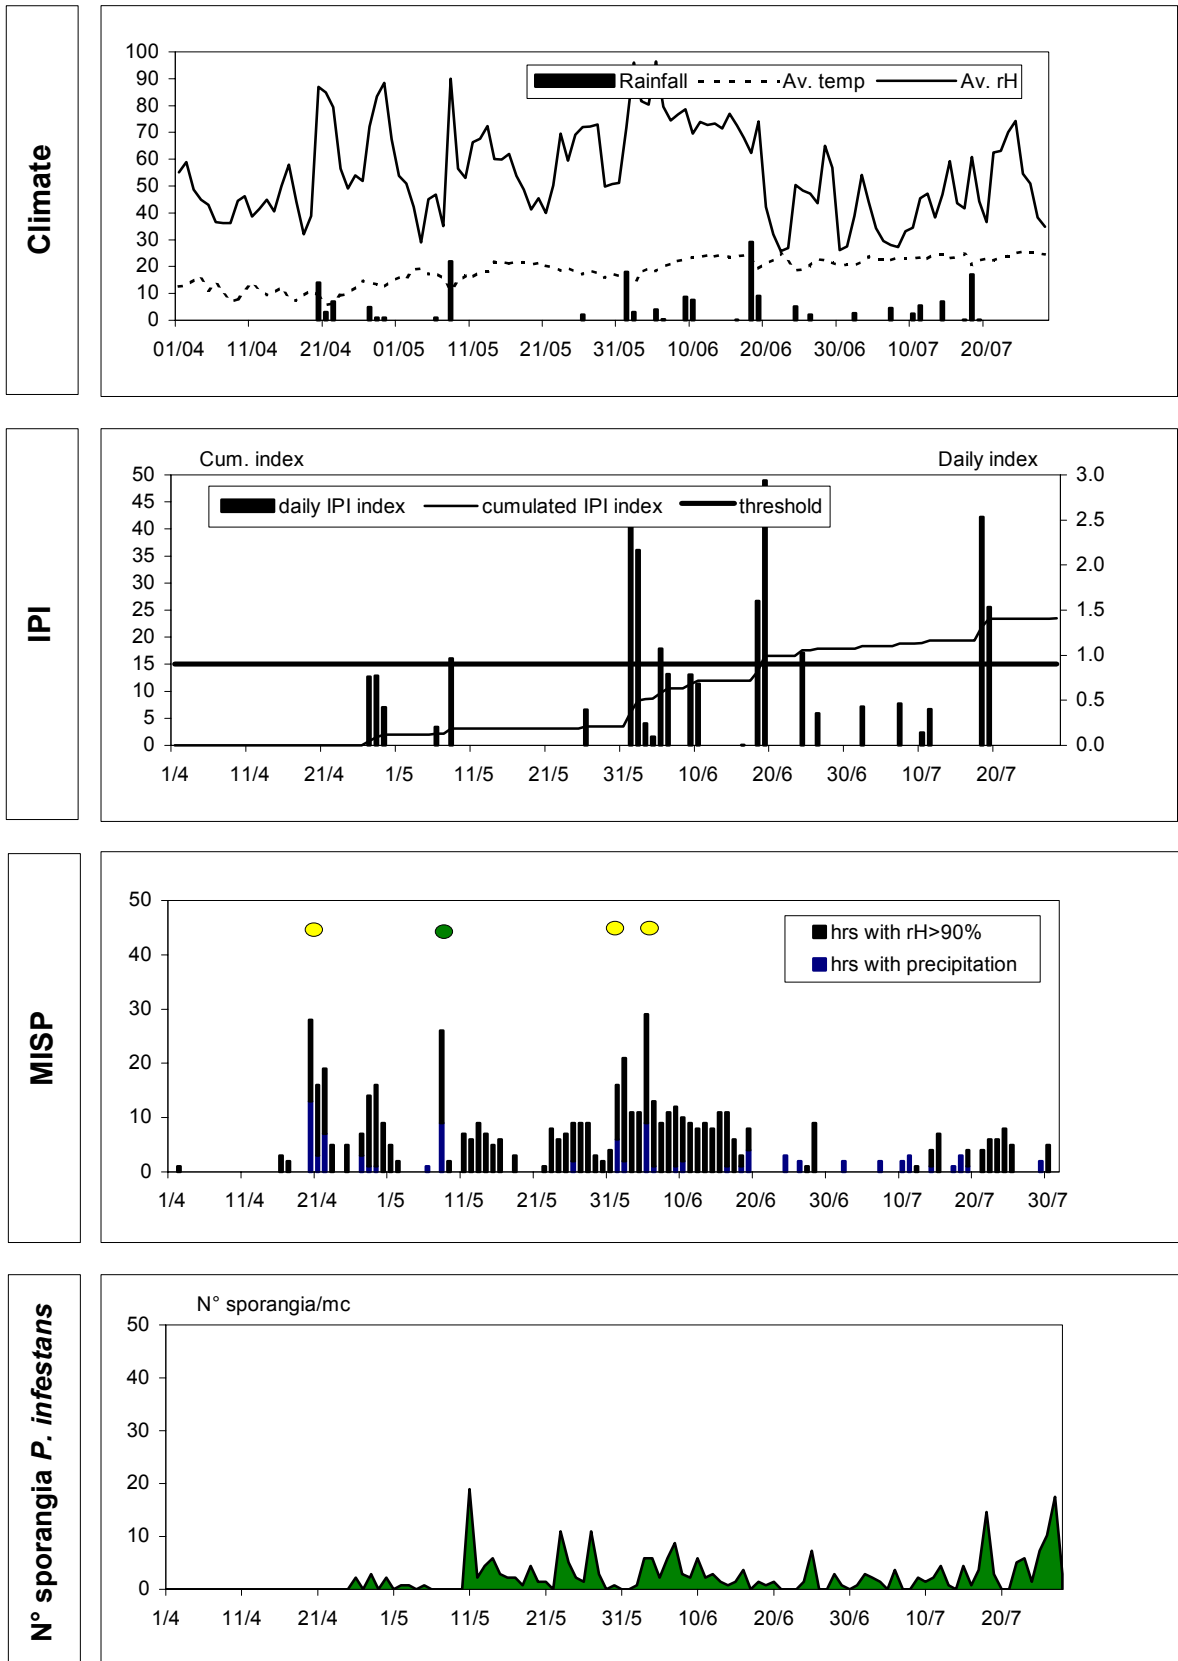 Climate
100
90
80
70
60
50
40
30
20
10
0
Rainfall Av. temp Av. rH
01/04 11/04 21/04 01/05 11/05 21/05 31/05 10/06 20/06 30/06 10/07 20/07
IPI
Cum. index Daily index
50
45
40
35
30
25
20
15
10
5
0
daily IPI index cumulated IPI index threshold
3.0
2.5
2.0
1.5
1.0
0.5
0.0
1/4 11/4 21/4 1/5 11/5 21/5 31/5 10/6 20/6 30/6 10/7 20/7
MISP
50
40
30
20
10
0
hrs with rH>90%
hrs with precipitation
1/4 11/4 21/4 1/5 11/5 21/5 31/5 10/6 20/6 30/6 10/7 20/7 30/7
N° sporangia P. infestans
N° sporangia/mc
50
40
30
20
10
0
1/4 11/4 21/4 1/5 11/5 21/5 31/5 10/6 20/6 30/6 10/7 20/7